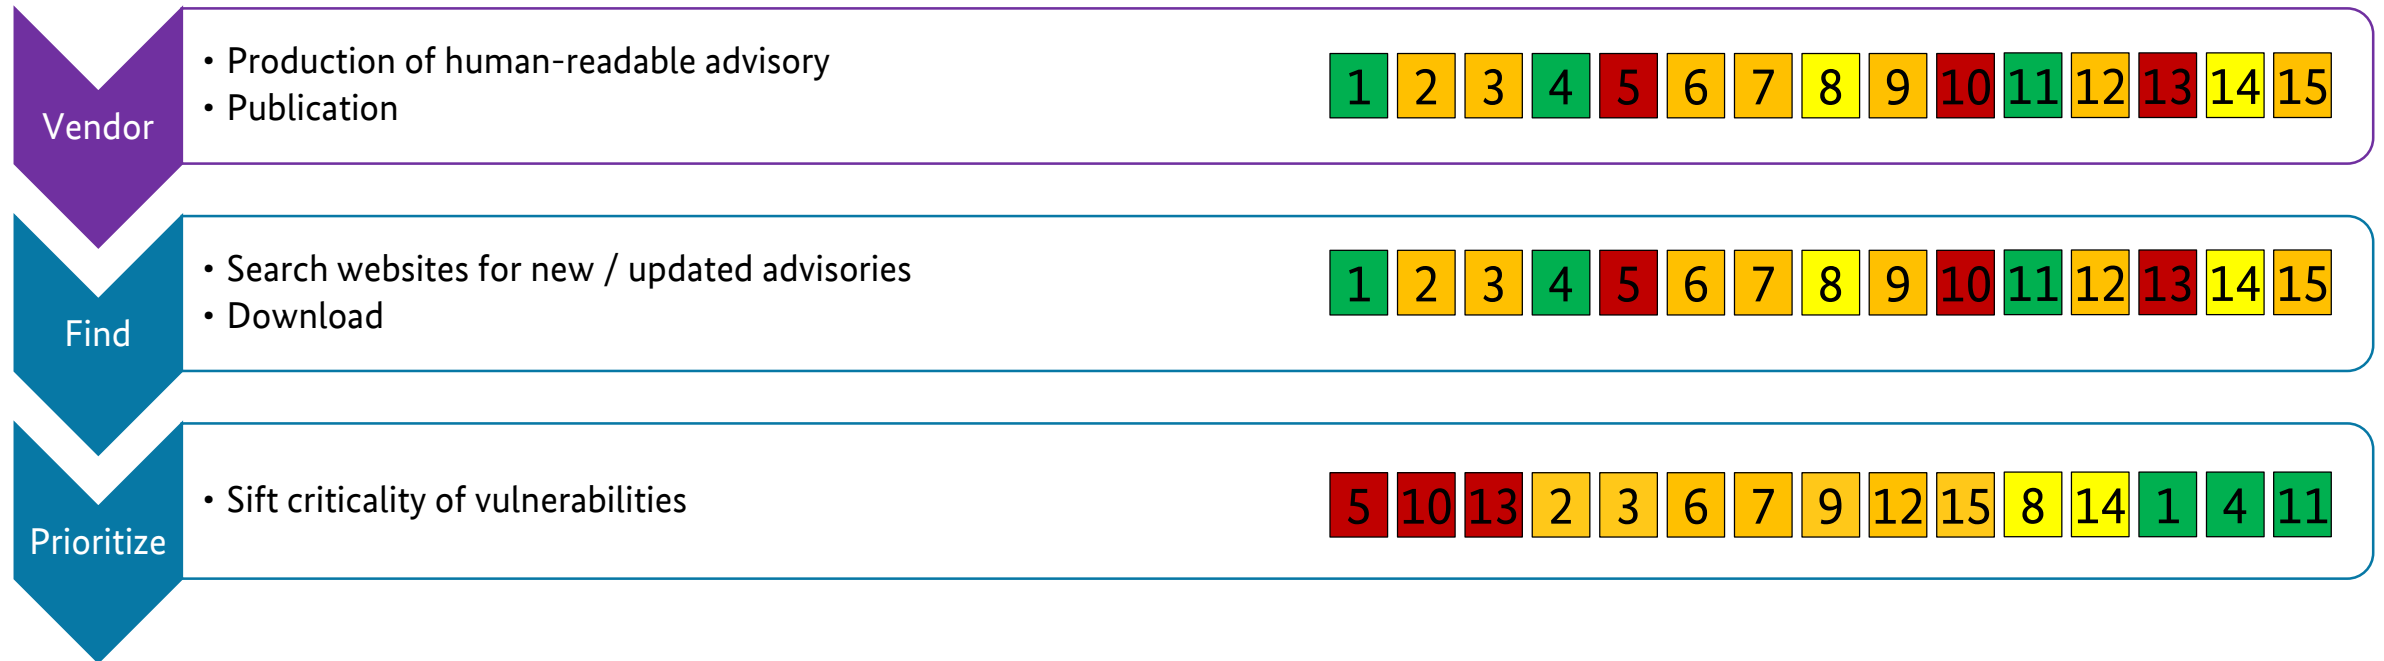 Vendor
• Production of human-readable advisory
• Publication
1 2 3 4 5 6 7 8 9 10 11 12 13 14 15
Find
• Search websites for new / updated advisories
• Download
1 2 3 4 5 6 7 8 9 10 11 12 13 14 15
Prioritize
• Sift criticality of vulnerabilities
5 10 13 2 3 6 7 9 12 15 8 14 1 4 11